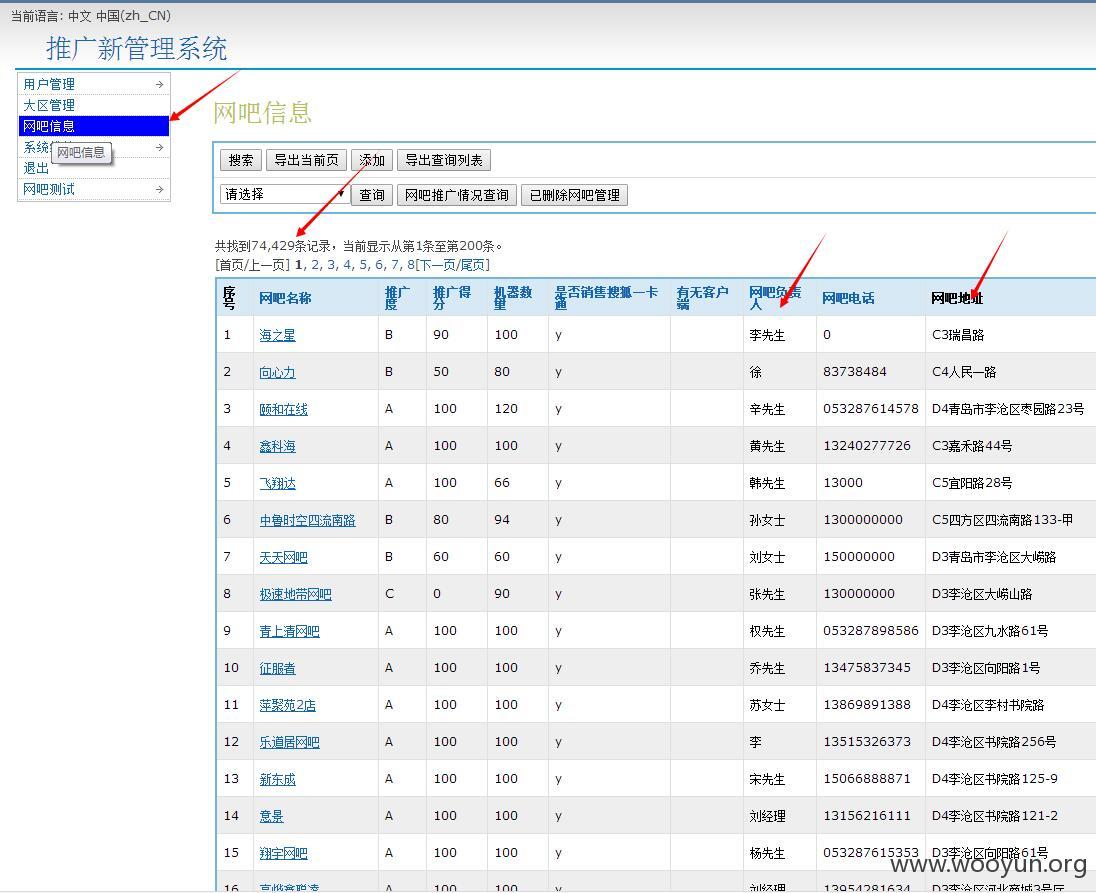 当前语言: 中文 中国(zh_CN)
推广新管理系统
用户管理
大区管理
网吧信息
系统
网吧信息
退出
网吧测试
网吧信息
搜索 导出当前页 添加 导出查询列表
请选择 查询 网吧推广情况查询 已删除网吧管理
共找到74,429条记录，当前显示从第1条至第200条。
[首页/上一页] 1, 2, 3, 4, 5, 6, 7, 8[下一页/尾页]
序号 网吧名称 推广度 推广得分 机器数量 是否销售搜狐一卡通 有无客户端 网吧负责人 网吧电话 网吧地址
1 海之星 B 90 100 y 李先生 0 C3瑞昌路
2 向心力 B 50 80 y 徐 83738484 C4人民一路
3 颐和在线 A 100 120 y 辛先生 053287614578 D4青岛市李沧区枣园路23号
4 鑫科海 A 100 100 y 黄先生 13240277726 C3嘉禾路44号
5 飞翔达 A 100 66 y 韩先生 13000 C5宜阳路28号
6 中鲁时空四流南路 B 80 94 y 孙女士 1300000000 C5四方区四流南路133-甲
7 天天网吧 B 60 60 y 刘女士 150000000 D3青岛市李沧区大崂路
8 极速地带网吧 C 0 90 y 张先生 130000000 D3李沧区大崂山路
9 青上清网吧 A 100 100 y 权先生 053287898586 D3李沧区九水路61号
10 征服者 A 100 100 y 乔先生 13475837345 D3李沧区向阳路1号
11 萍聚苑2店 A 100 100 y 苏女士 13869891388 D4李沧区李村书院路
12 乐道居网吧 A 100 100 y 李 13515326373 D4李沧区书院路256号
13 新东成 A 100 100 y 宋先生 15066888871 D4李沧区书院路125-9
14 意景 A 100 100 y 刘经理 13156216111 D4李沧区书院路121-2
15 翔宇网吧 A 100 100 y 杨先生 053287615353 D3李沧区向阳路61号
www.wooyun.org
16 A 100 100 y 刘经理 13954281634